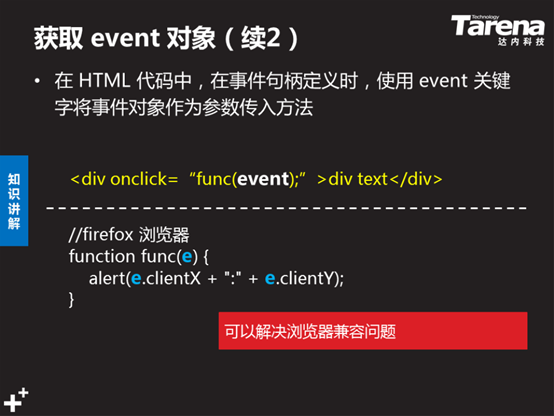 获取 event 对象（续2）
Technology
Tarena
达内科技
• 在 HTML 代码中，在事件句柄定义时，使用 event 关键
字将事件对象作为参数传入方法
知识讲解
<div onclick=“func(event);”>div text</div>
//firefox 浏览器
function func(e) {
alert(e.clientX + ":" + e.clientY);
}
可以解决浏览器兼容问题